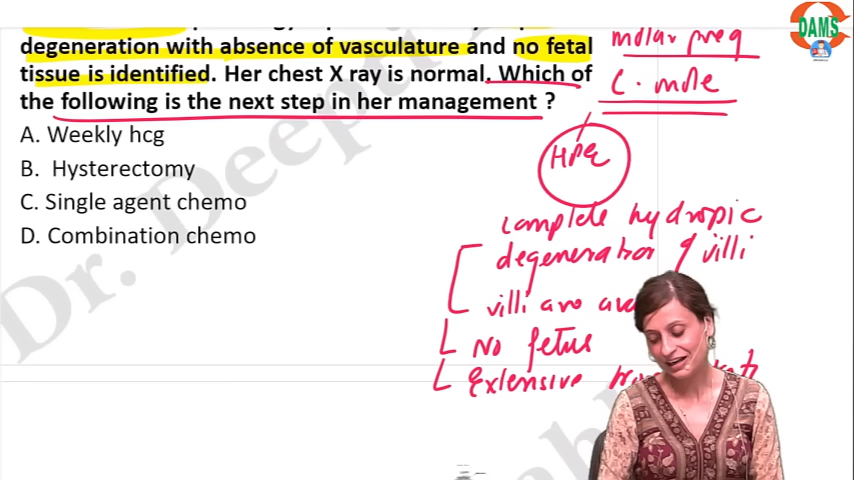 DAMS
degeneration with absence of vasculature and no fetal
tissue is identified. Her chest X ray is normal. Which of
the following is the next step in her management ?
A. Weekly hcg
B. Hysterectomy
C. Single agent chemo
D. Combination chemo
molar preg
C. mole
HPE
complete hydropic
degeneration of villi
villi are
No fetus
Extensive
Dr. Deepti